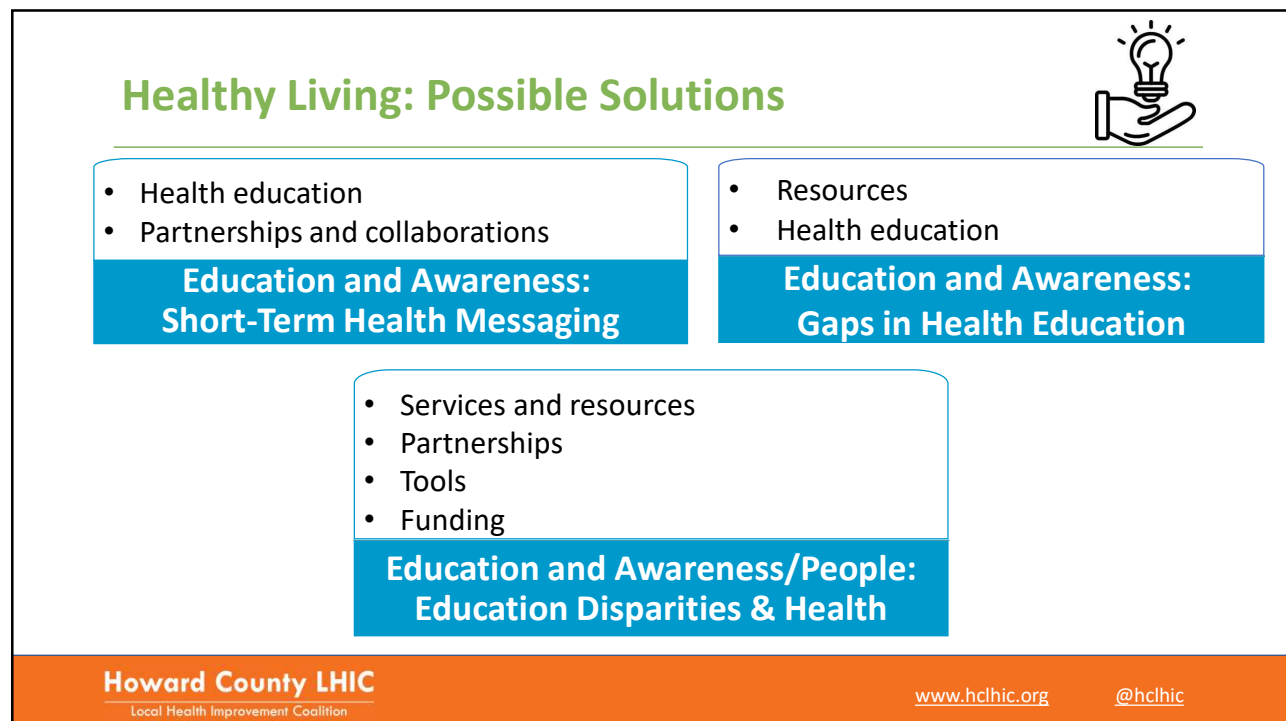 Healthy Living: Possible Solutions
• Health education
• Partnerships and collaborations
Education and Awareness:
Short-Term Health Messaging
• Resources
• Health education
Education and Awareness:
Gaps in Health Education
• Services and resources
• Partnerships
• Tools
• Funding
Education and Awareness/People:
Education Disparities & Health
Howard County LHIC
Local Health Improvement Coalition
www.hclhic.org
@hclhic